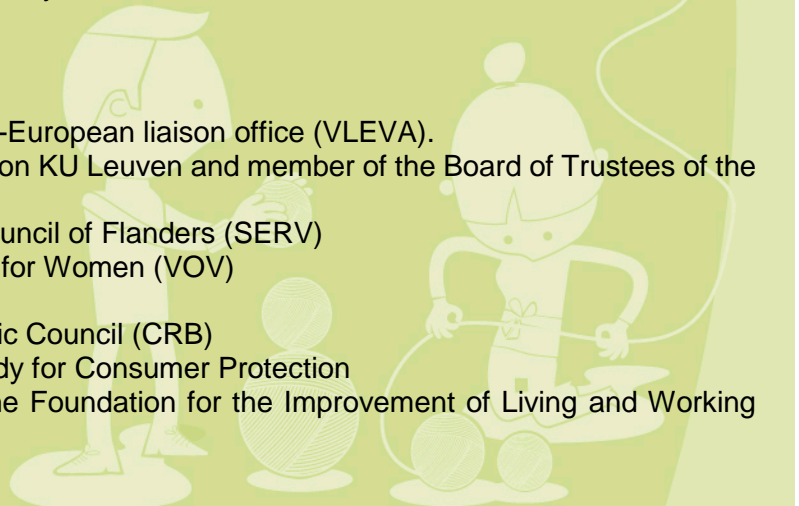 -European liaison office (VLEVA).
on KU Leuven and member of the Board of Trustees of the
uncil of Flanders (SERV)
for Women (VOV)
ic Council (CRB)
dy for Consumer Protection
ne Foundation for the Improvement of Living and Working